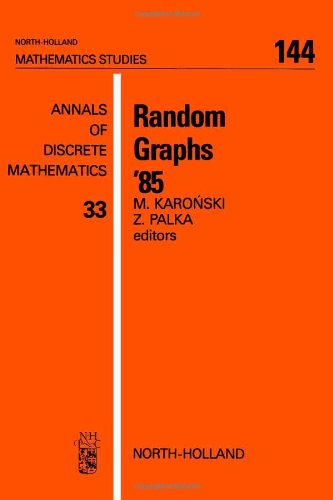 NORTH-HOLLAND
MATHEMATICS STUDIES
144
ANNALS
OF
DISCRETE
MATHEMATICS
33
Random
Graphs
'85
M. KAROŃSKI
Z. PALKA
editors
NORTH-HOLLAND